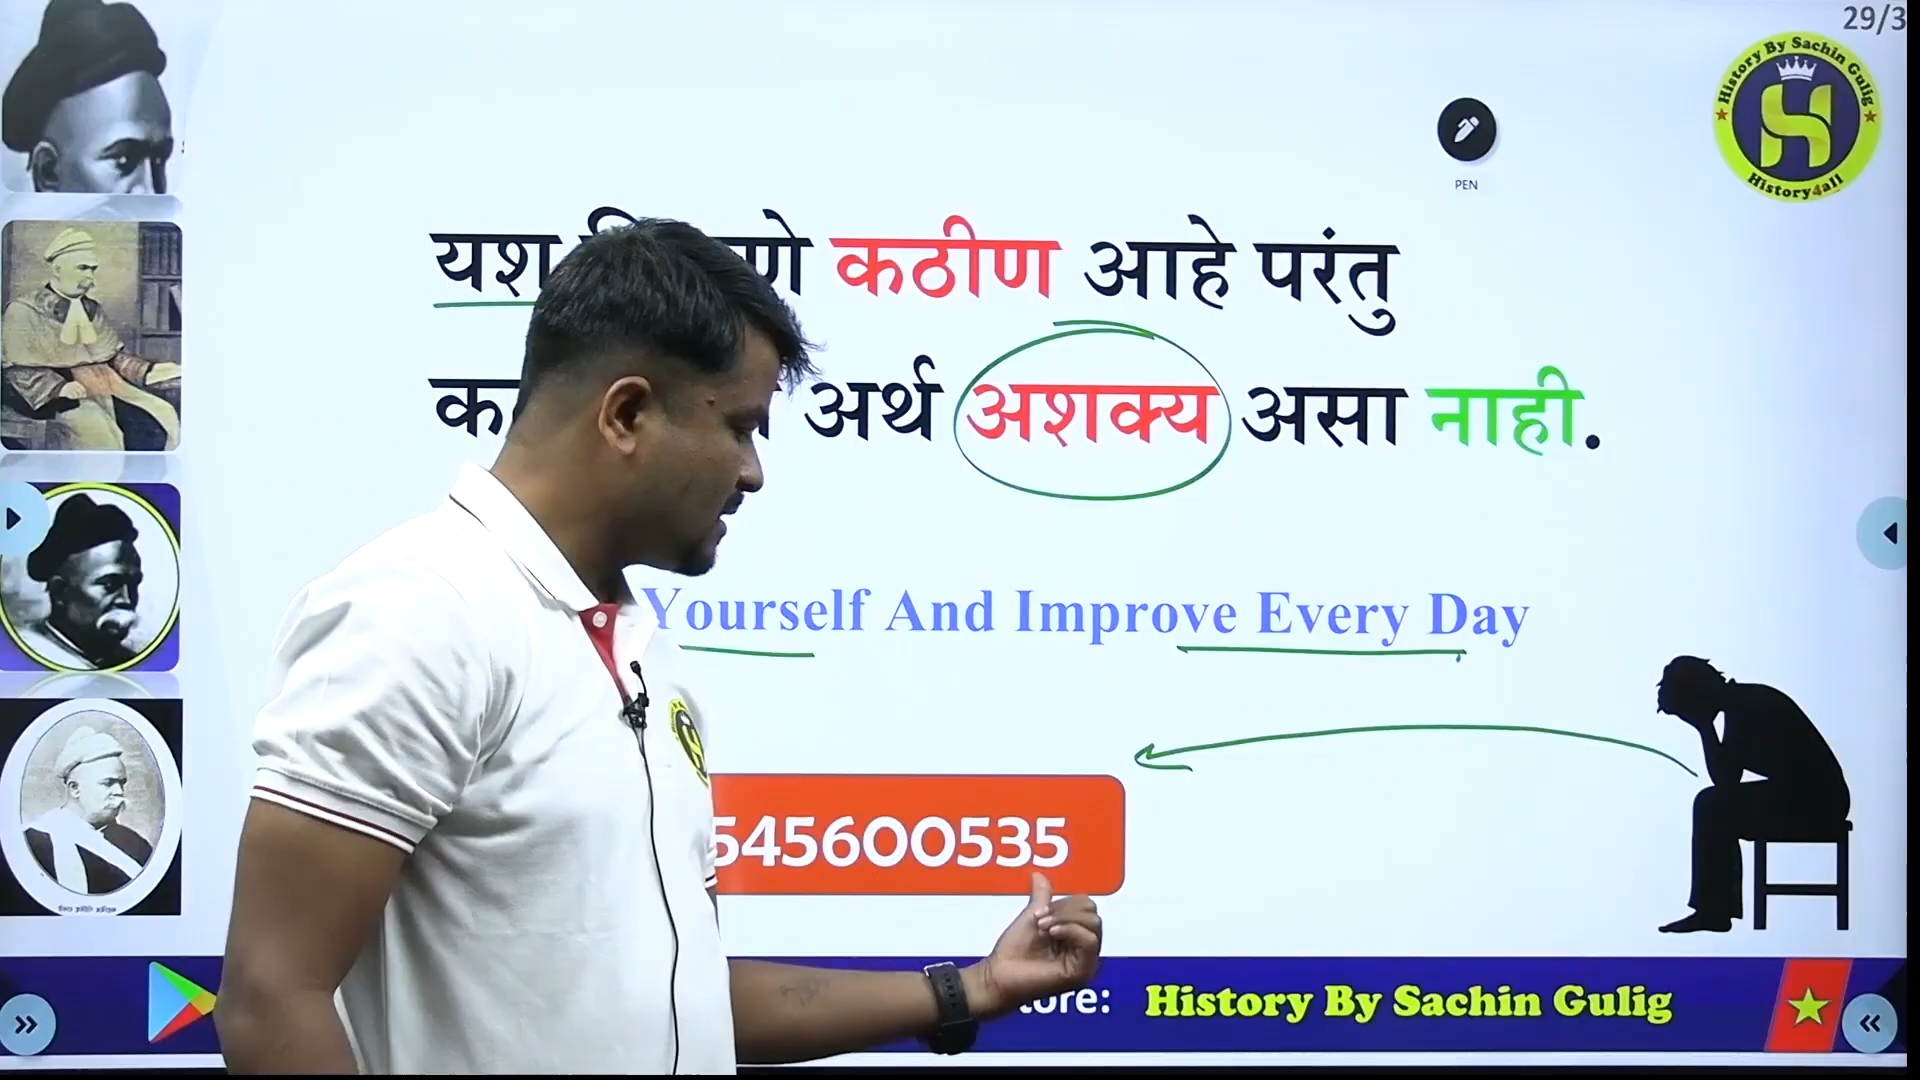 29/3
History By Sachin Gulig
History4all
PEN
यश कठीण आहे परंतु
अर्थ अशक्य असा नाही.
Yourself And Improve Every Day
545600535
History By Sachin Gulig